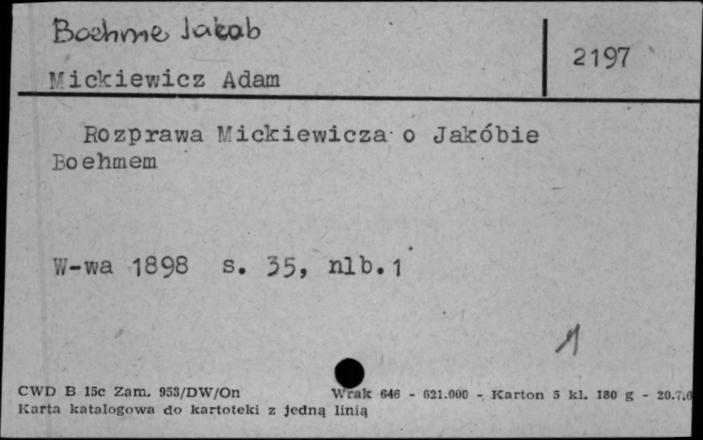 Boehme Jakob
2197
Mickiewicz Adam
Rozprawa Mickiewicza o Jakóbie
Boehmem
W-wa 1898 s. 35, nlb.1
1
CWD B 15c Zam. 953/DW/On Wrak 646 - 621.000 - Karton 5 kl. 180 g - 20.7.6
Karta katalogowa do kartoteki z jedną linią